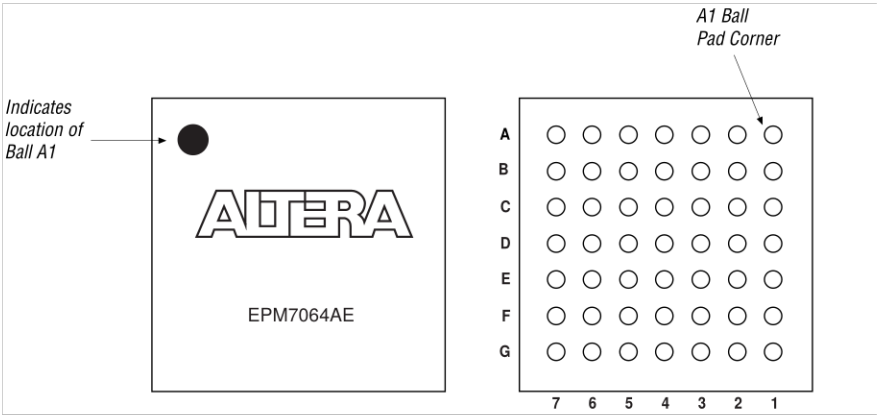 A1 Ball
Pad Corner
Indicates
location of
Ball A1
ALTERA
EPM7064AE
A
B
C
D
E
F
G
7 6 5 4 3 2 1